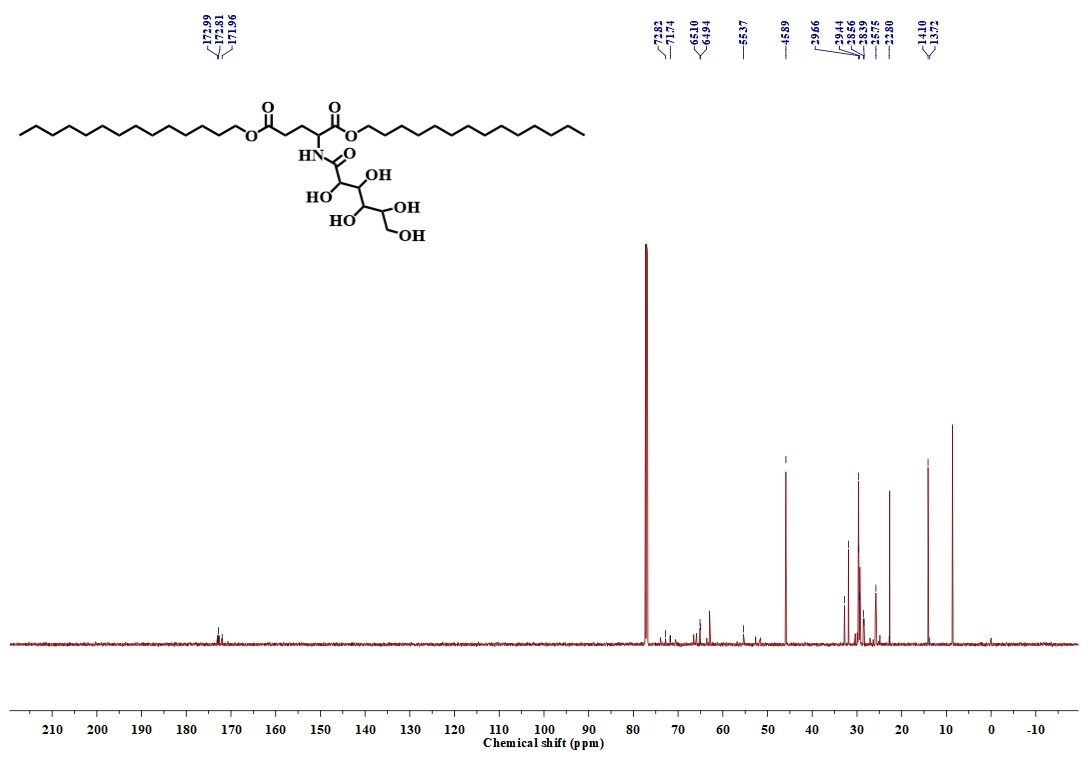 172.99
172.81
171.96
72.82
71.74
65.10
64.94
55.37
45.89
29.66
29.44
28.56
28.39
25.75
22.80
14.10
13.72
O O
O O
HN O
OH
HO
OH
HO
OH
210 200 190 180 170 160 150 140 130 120 110 100 90 80 70 60 50 40 30 20 10 0 -10
Chemical shift (ppm)